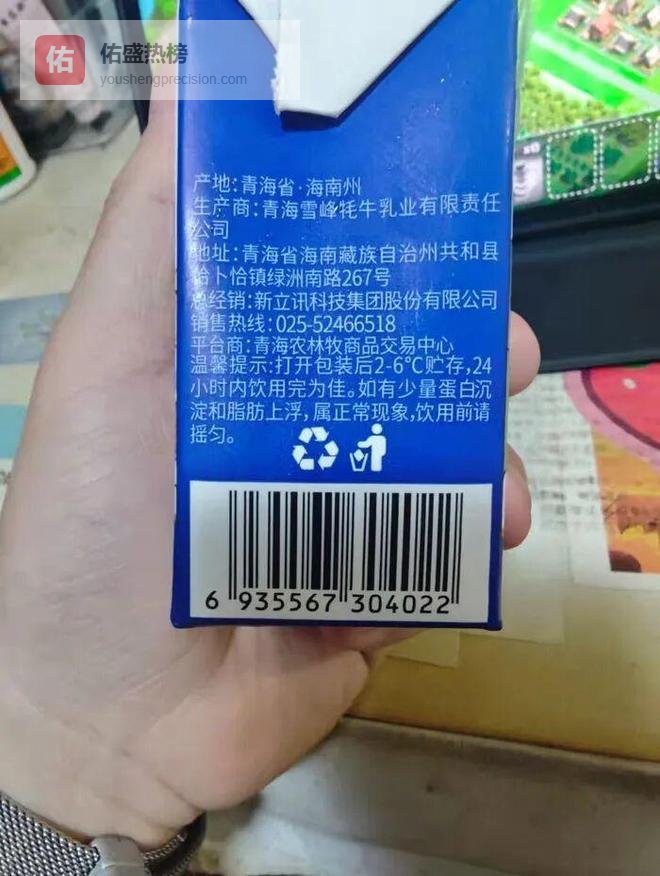 佑
佑盛热榜
youshengprecision.com
产地:青海省·海南州
生产商:青海雪峰牦牛乳业有限责任
公司
地址:青海省海南藏族自治州共和县
恰卜恰镇绿洲南路267号
总经销:新立讯科技集团股份有限公司
销售热线:025-52466518
平台商:青海农林牧商品交易中心
温馨提示:打开包装后2-6℃贮存,24
小时内饮用完为佳。如有少量蛋白沉
淀和脂肪上浮,属正常现象,饮用前请
摇匀。
6 935567 304022